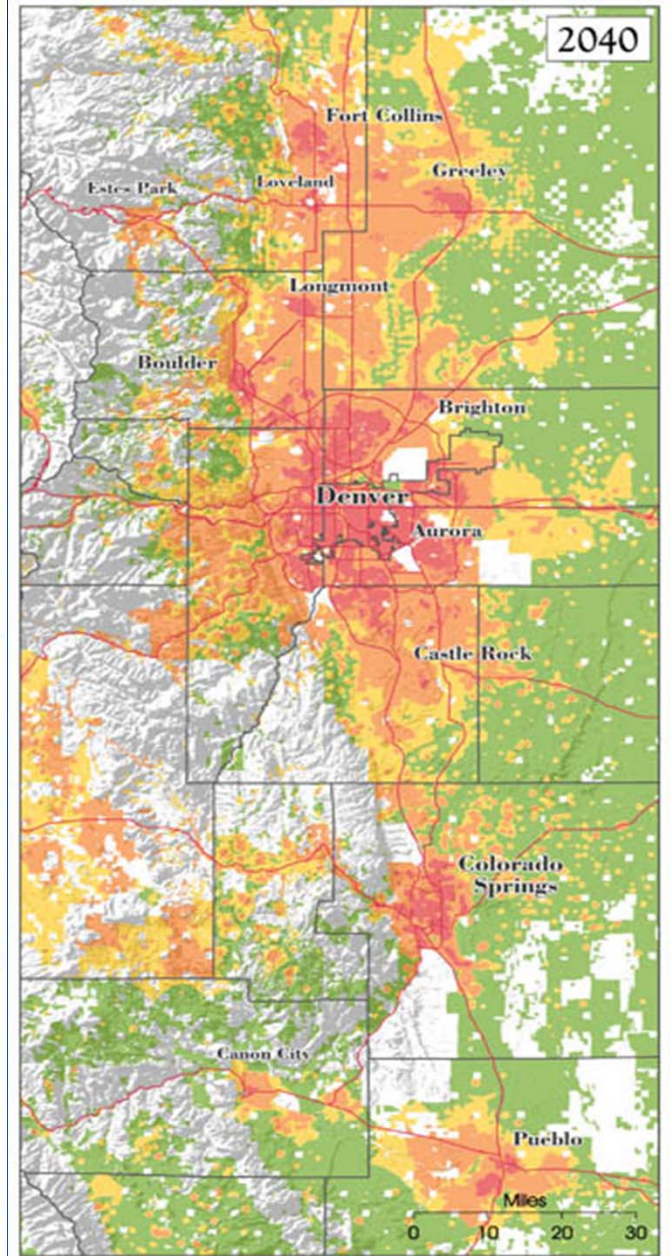 2040
Fort Collins
Greeley
Loveland
Estes Park
Longmont
Boulder
Brighton
Denver
Aurora
Castle Rock
Colorado
Springs
Canon City
Pueblo
Miles
0 10 20 30